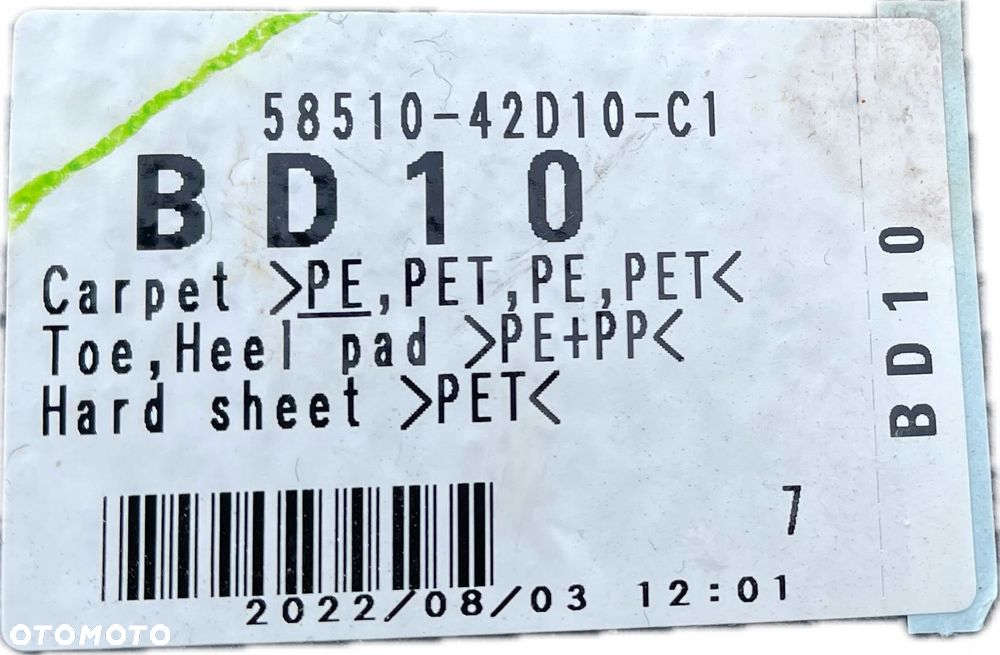 58510-42D10-C1
BD10
Carpet >PE,PET,PE,PET<
Toe,Heel pad >PE+PP<
Hard sheet >PET<
7
2022/08/03 12:01
BD10
OTOMOTO